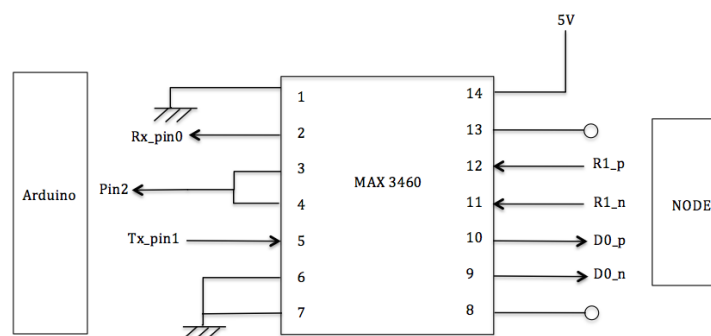 5V
1 14
Rx_pin0 2 13
3 12 R1_p
Arduino Pin2 MAX 3460 NODE
4 11 R1_n
Tx_pin1 5 10 D0_p
6 9 D0_n
7 8